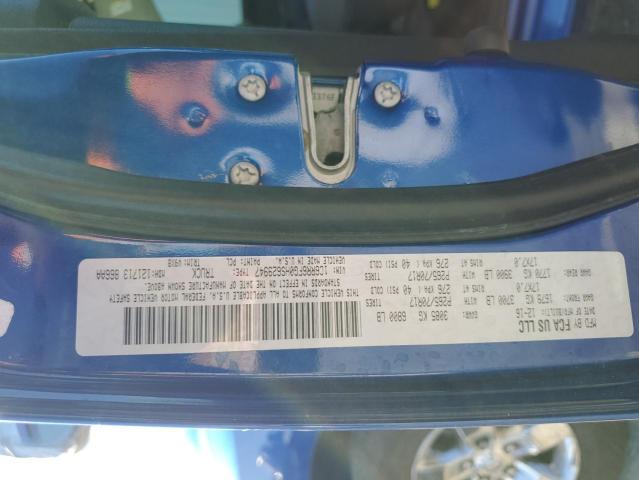 MFD BY FCA US LLC
DATE OF MFR/BUILT: 12-16
GVWR: 3085 KG 6800 LB
GAWR FRONT: 1679 KG 3700 LB WITH P265/70R17 TIRES
17X7.0 RIMS AT 276 KPA( 40 PSI) COLD
GAWR REAR: 1770 KG 3900 LB WITH P265/70R17 TIRES
17X7.0 RIMS AT 276 KPA( 40 PSI) COLD
THIS VEHICLE CONFORMS TO ALL APPLICABLE U.S.A. FEDERAL MOTOR VEHICLE SAFETY
STANDARDS IN EFFECT ON THE DATE OF MANUFACTURE SHOWN ABOVE.
TRUCK
VEHICLE MADE IN U.S.A. PAINT: PCL